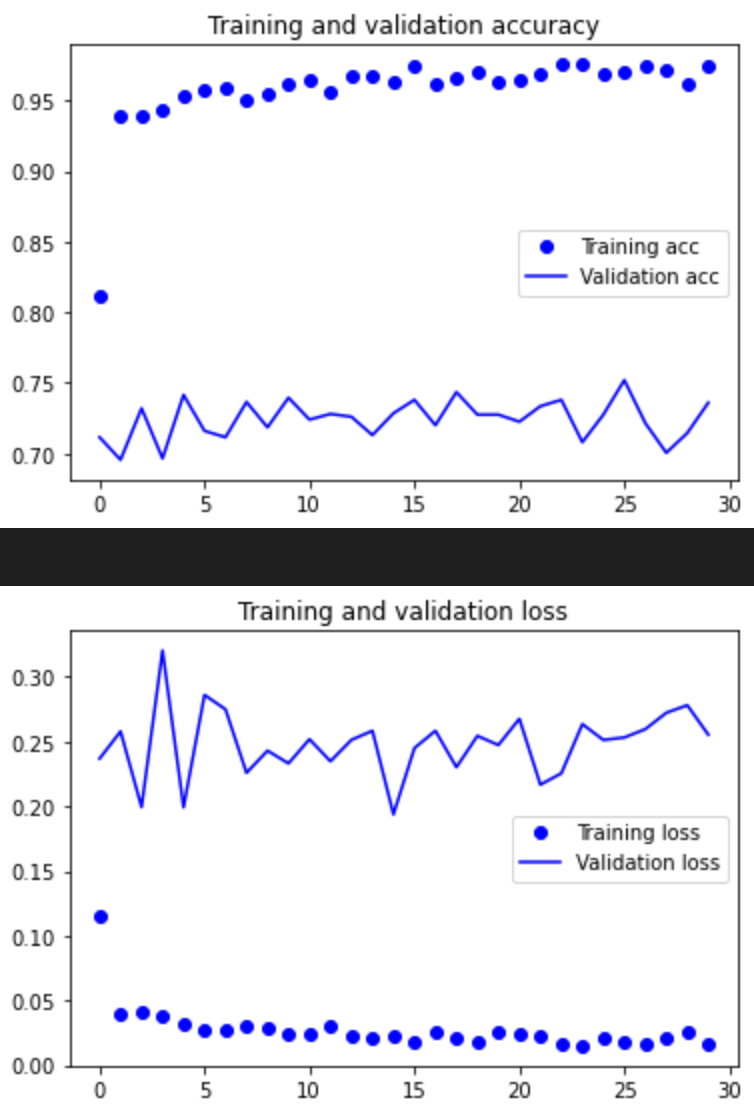 Training and validation accuracy
0.95
0.90
0.85
Training acc
Validation acc
0.80
0.75
0.70
0 5 10 15 20 25 30
Training and validation loss
0.30
0.25
0.20
Training loss
Validation loss
0.15
0.10
0.05
0.00
0 5 10 15 20 25 30